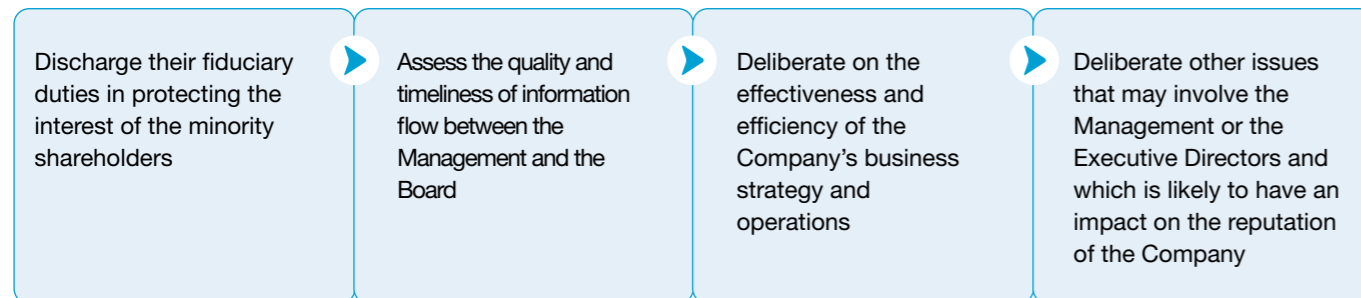 Discharge their fiduciary
duties in protecting the
interest of the minority
shareholders
Assess the quality and
timeliness of information
flow between the
Management and the
Board
Deliberate on the
effectiveness and
efficiency of the
Company’s business
strategy and
operations
Deliberate other issues
that may involve the
Management or the
Executive Directors and
which is likely to have an
impact on the reputation
of the Company